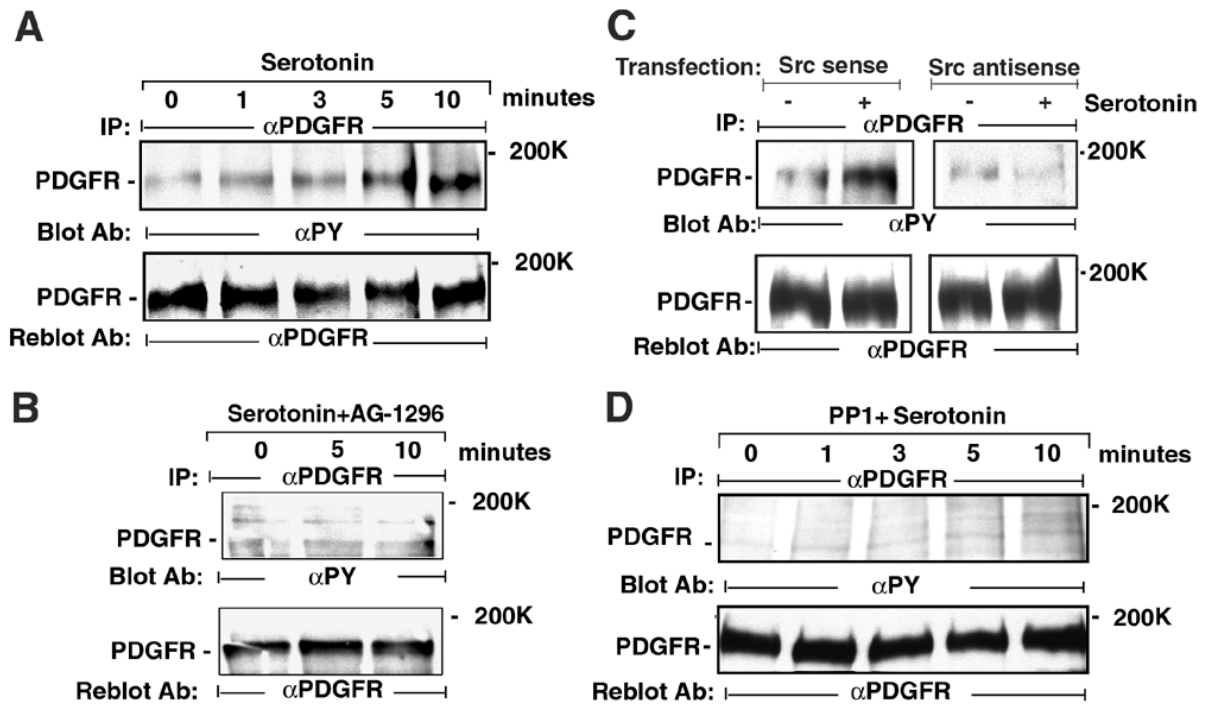 A
Serotonin
0 1 3 5 10 minutes
IP: αPDGFR
200K
PDGFR -
Blot Ab: αPY
200K
PDGFR -
Reblot Ab: αPDGFR
B
Serotonin+AG-1296
0 5 10 minutes
IP: αPDGFR
200K
PDGFR -
Blot Ab: αPY
200K
PDGFR -
Reblot Ab: αPDGFR
C
Transfection: Src sense Src antisense
- + - + Serotonin
IP: αPDGFR
200K
PDGFR -
Blot Ab: αPY
200K
PDGFR -
Reblot Ab: αPDGFR
D
PP1+ Serotonin
0 1 3 5 10 minutes
IP: αPDGFR
200K
PDGFR -
Blot Ab: αPY
200K
PDGFR -
Reblot Ab: αPDGFR